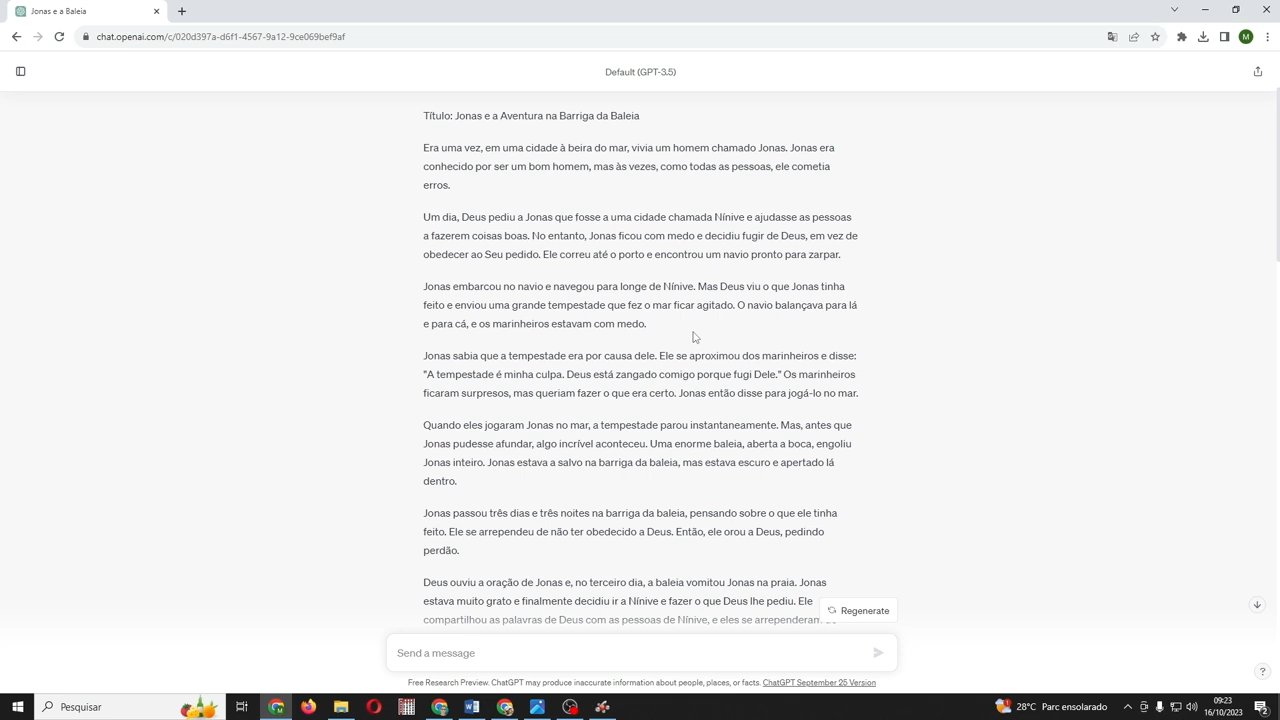 Jonas e a Baleia
chat.openai.com/c/020d397a-d6f1-4567-9a12-9ce069bef9af
M
Default (GPT-3.5)
Título: Jonas e a Aventura na Barriga da Baleia
Era uma vez, em uma cidade à beira do mar, vivia um homem chamado Jonas. Jonas era
conhecido por ser um bom homem, mas às vezes, como todas as pessoas, ele cometia
erros.
Um dia, Deus pediu a Jonas que fosse a uma cidade chamada Nínive e ajudasse as pessoas
a fazerem coisas boas. No entanto, Jonas ficou com medo e decidiu fugir de Deus, em vez de
obedecer ao Seu pedido. Ele correu até o porto e encontrou um navio pronto para zarpar.
Jonas embarcou no navio e navegou para longe de Nínive. Mas Deus viu o que Jonas tinha
feito e enviou uma grande tempestade que fez o mar ficar agitado. O navio balançava para lá
e para cá, e os marinheiros estavam com medo.
Jonas sabia que a tempestade era por causa dele. Ele se aproximou dos marinheiros e disse:
"A tempestade é minha culpa. Deus está zangado comigo porque fugi Dele." Os marinheiros
ficaram surpresos, mas queriam fazer o que era certo. Jonas então disse para jogá-lo no mar.
Quando eles jogaram Jonas no mar, a tempestade parou instantaneamente. Mas, antes que
Jonas pudesse afundar, algo incrível aconteceu. Uma enorme baleia, aberta a boca, engoliu
Jonas inteiro. Jonas estava a salvo na barriga da baleia, mas estava escuro e apertado lá
dentro.
Jonas passou três dias e três noites na barriga da baleia, pensando sobre o que ele tinha
feito. Ele se arrependeu de não ter obedecido a Deus. Então, ele orou a Deus, pedindo
perdão.
Deus ouviu a oração de Jonas e, no terceiro dia, a baleia vomitou Jonas na praia. Jonas
estava muito grato e finalmente decidiu ir a Nínive e fazer o que Deus lhe pediu. Ele
Regenerate
compartilhou as palavras de Deus com as pessoas de Nínive, e eles se arrependeram
Send a message
Free Research Preview. ChatGPT may produce inaccurate information about people, places, or facts. ChatGPT September 25 Version
?
Pesquisar
28°C Parc ensolarado
09:23
16/10/2023